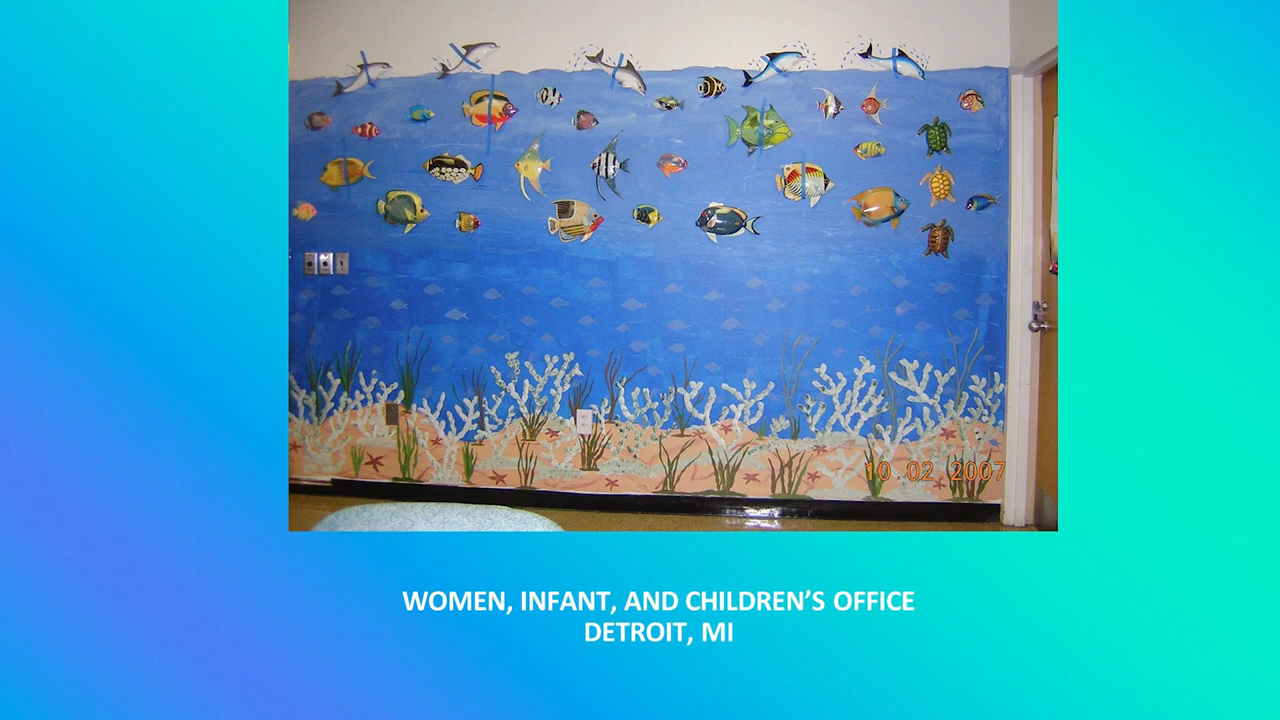 10.02 2007
WOMEN, INFANT, AND CHILDREN'S OFFICE
DETROIT, MI